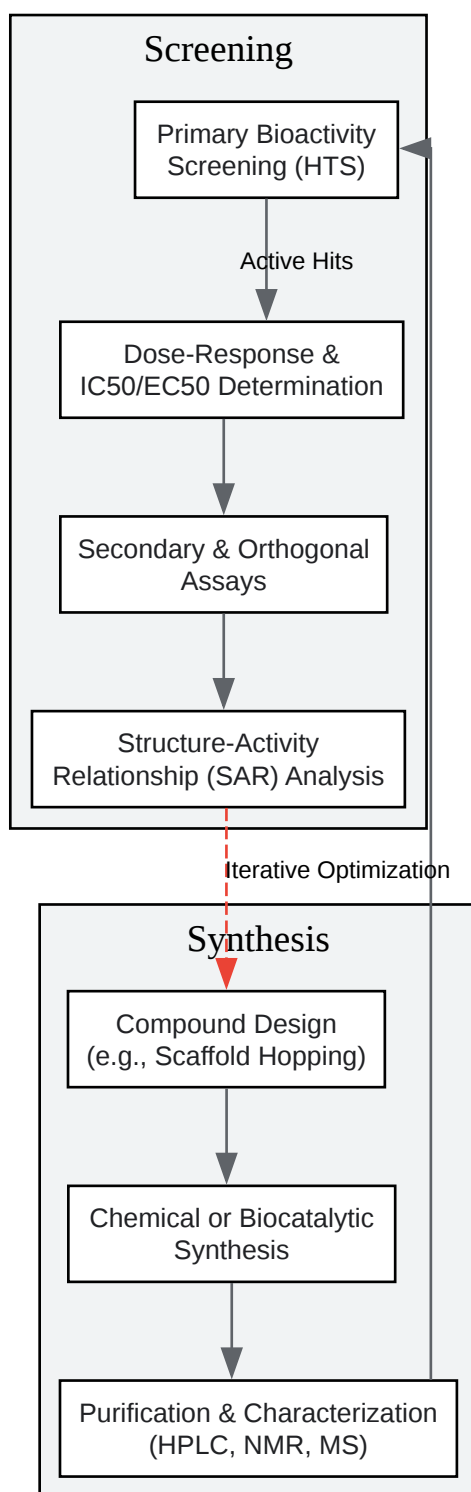 Screening
Primary Bioactivity
Screening (HTS)
Active Hits
Dose-Response &
IC50/EC50 Determination
Secondary & Orthogonal
Assays
Structure-Activity
Relationship (SAR) Analysis
Iterative Optimization
Synthesis
Compound Design
(e.g., Scaffold Hopping)
Chemical or Biocatalytic
Synthesis
Purification & Characterization
(HPLC, NMR, MS)